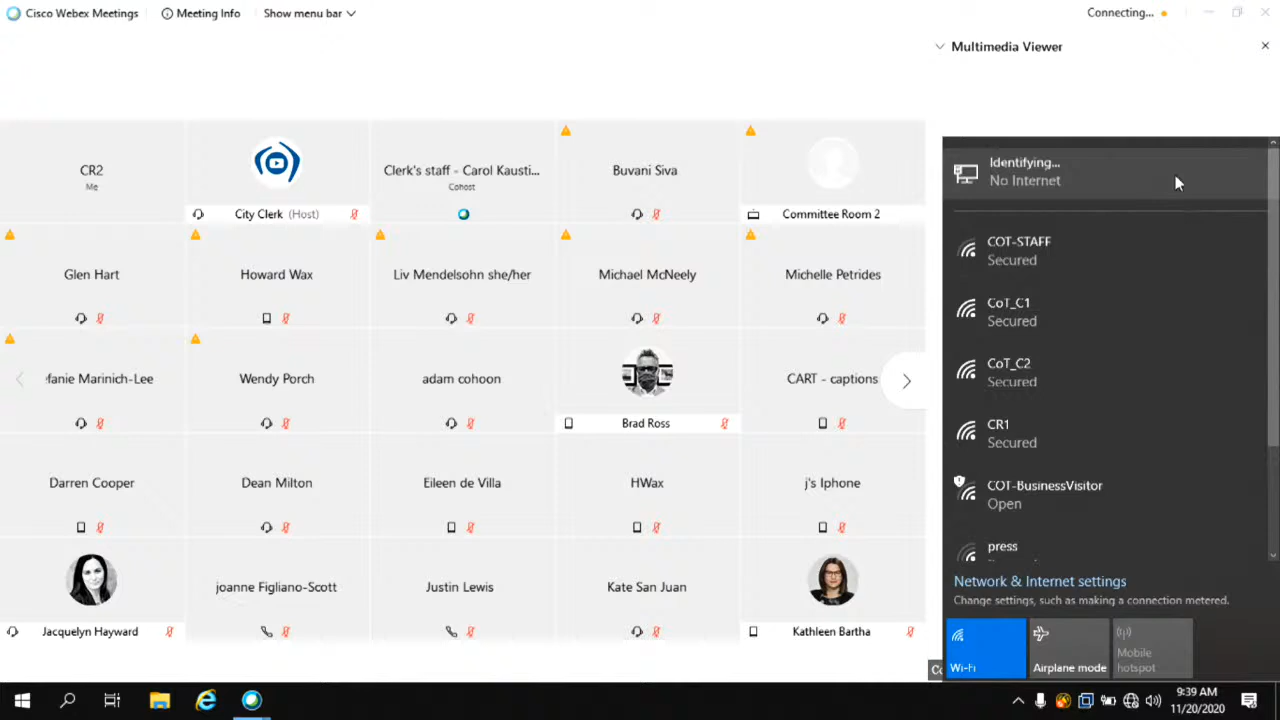 Cisco Webex Meetings
Meeting Info
Show menu bar
Connecting...
Multimedia Viewer
CR2
Me
City Clerk (Host)
Clerk's staff - Carol Kausti...
Cohost
Buvani Siva
Committee Room 2
Glen Hart
Howard Wax
Liv Mendelsohn she/her
Michael McNeely
Michelle Petrides
fanie Marinich-Lee
Wendy Porch
adam cohoon
Brad Ross
CART - captions
Darren Cooper
Dean Milton
Eileen de Villa
HWax
j's Iphone
Jacquelyn Hayward
joanne Figliano-Scott
Justin Lewis
Kate San Juan
Kathleen Bartha
Identifying...
No Internet
COT-STAFF
Secured
CoT_C1
Secured
CoT_C2
Secured
CR1
Secured
COT-BusinessVisitor
Open
press
Network & Internet settings
Change settings, such as making a connection metered.
Wi-Fi
Airplane mode
Mobile
hotspot
9:39 AM
11/20/2020